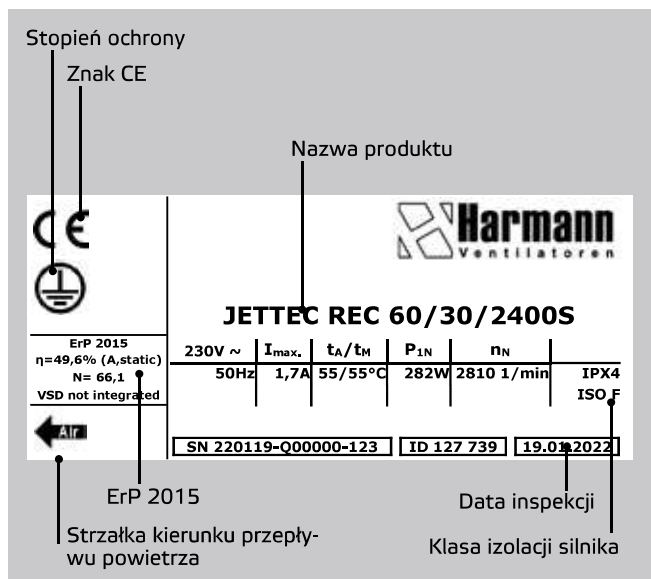 Stopień ochrony
Znak CE
Nazwa produktu
CE
Harmann
Ventilatoren
JETTEC REC 60/30/2400S
ErP 2015
η=49,6% (A,static)
N= 66,1
VSD not integrated
230V ~ Imax. tA/tM P1N nN
50Hz 1,7A 55/55°C 282W 2810 1/min IPX4
ISO F
Air
SN 220119-Q00000-123 ID 127 739 19.01.2022
ErP 2015
Data inspekcji
Strzałka kierunku przepły-
wu powietrza
Klasa izolacji silnika